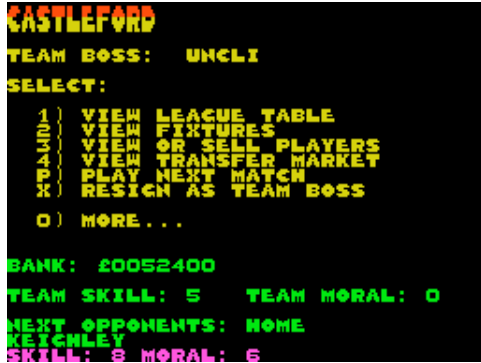 CASTLEFORD
TEAM BOSS: UNCLI
SELECT:
1) VIEW LEAGUE TABLE
2) VIEW FIXTURES
3) VIEW OR SELL PLAYERS
4) VIEW TRANSFER MARKET
P) PLAY NEXT MATCH
X) RESIGN AS TEAM BOSS
0) MORE...
BANK: £0052400
TEAM SKILL: 5 TEAM MORAL: 0
NEXT OPPONENTS: HOME
KEIGHLEY
SKILL: 8 MORAL: 6